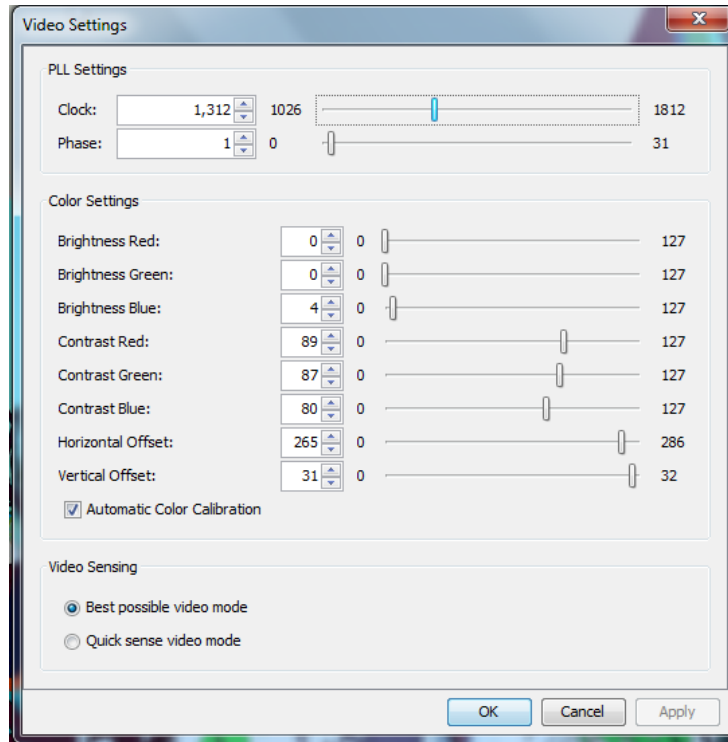 Video Settings
PLL Settings
Clock: 1,312 1026 1812
Phase: 1 0 31
Color Settings
Brightness Red: 0 0 127
Brightness Green: 0 0 127
Brightness Blue: 4 0 127
Contrast Red: 89 0 127
Contrast Green: 87 0 127
Contrast Blue: 80 0 127
Horizontal Offset: 265 0 286
Vertical Offset: 31 0 32
Automatic Color Calibration
Video Sensing
Best possible video mode
Quick sense video mode
OK Cancel Apply